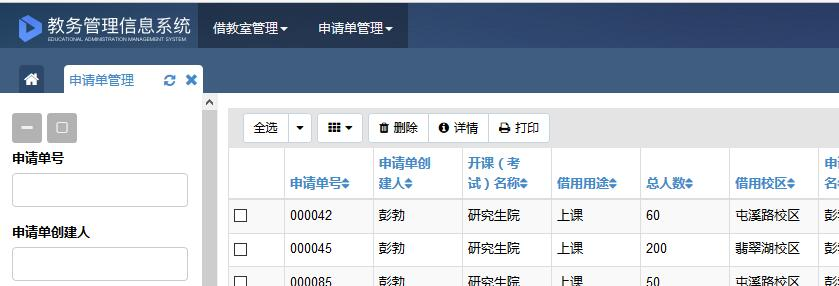 教务管理信息系统
EDUCATIONAL ADMINISTRATION MANAGEMENT SYSTEM
借教室管理 申请单管理
申请单管理
全选 删除 详情 打印
申请单号
申请单创建人
申请单号 申请单创
建人 开课（考
试）名称 借用用途 总人数 借用校区
000042 彭勃 研究生院 上课 60 屯溪路校区
000045 彭勃 研究生院 上课 200 翡翠湖校区
000085 彭勃 研究生院 上课 50 屯溪路校区